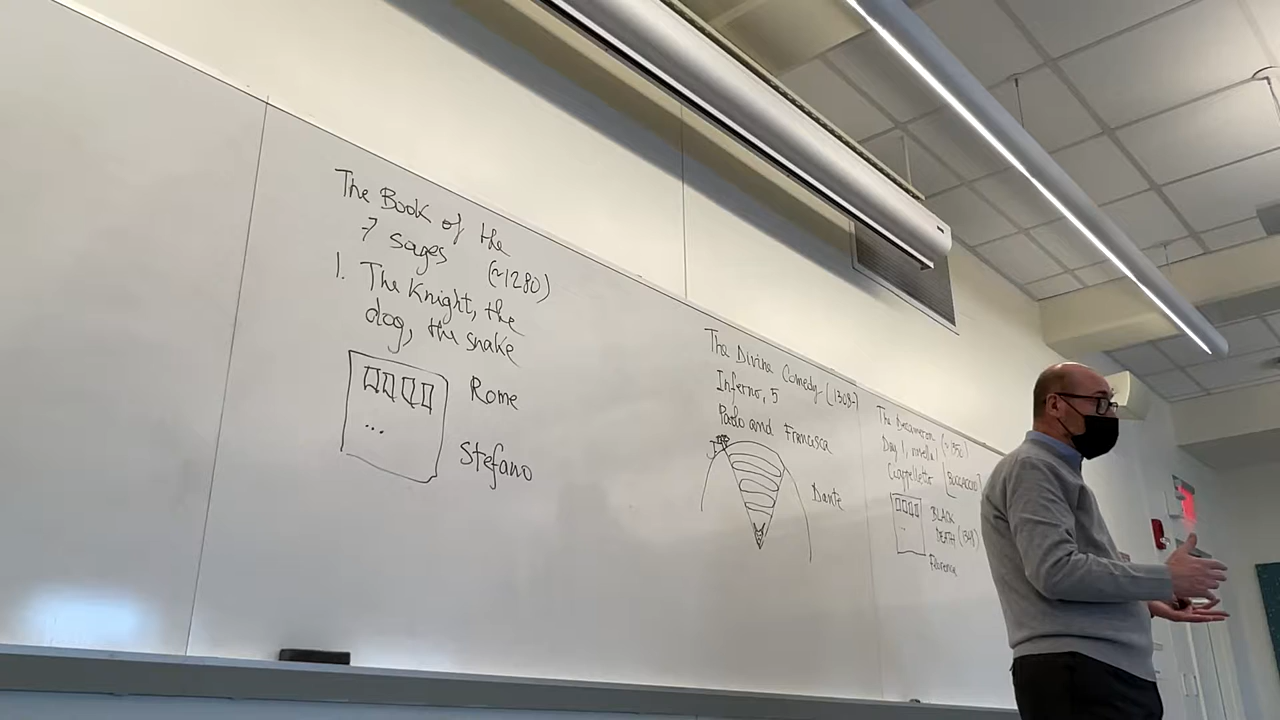 The Book of the
7 sages (~1280)
1. The Knight, the
dog, the snake
Rome
...
Stefano
The Divina Comedy (1308-)
Inferno, 5
Paolo and Francesca
Dante
The Decameron (~1350)
Day 1, novella 1
Ciappelletto [BOCCACCIO]
BLACK
DEATH (1348)
Florence